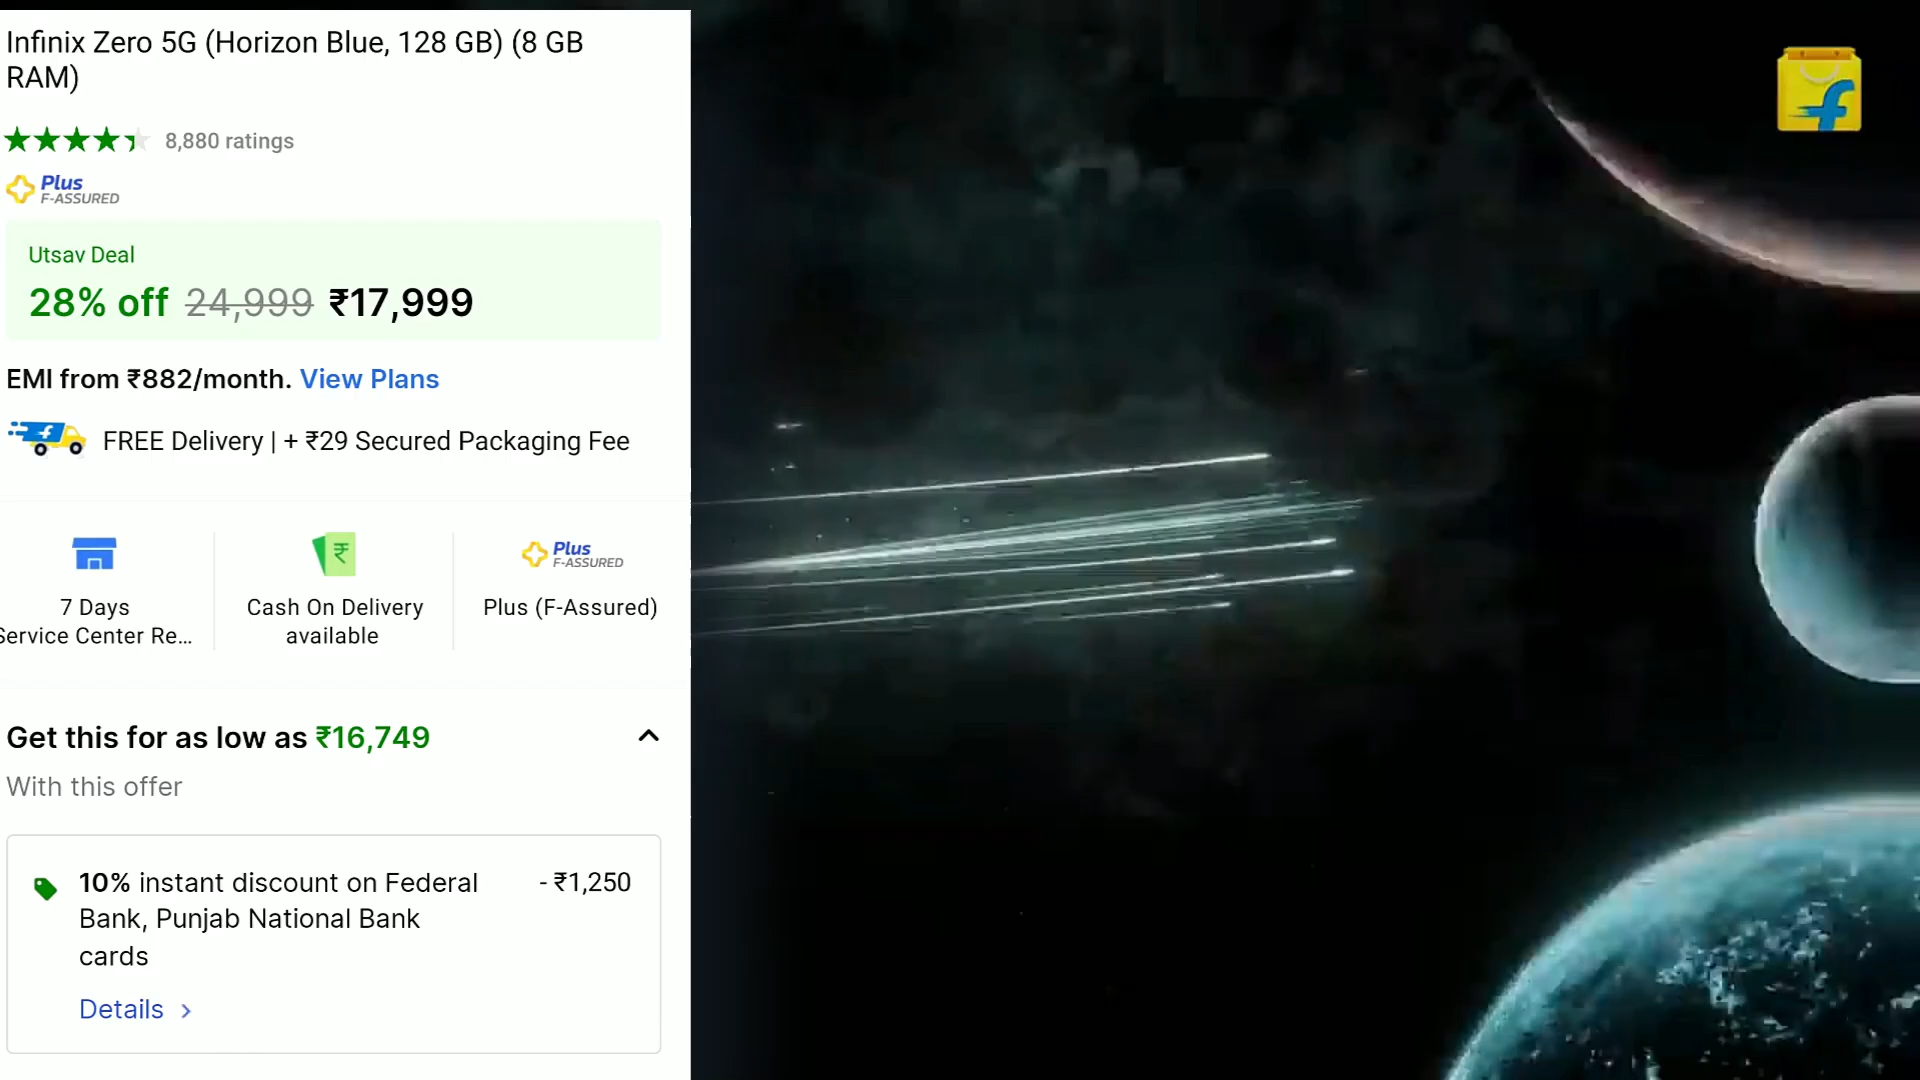 Infinix Zero 5G (Horizon Blue, 128 GB) (8 GB
RAM)
8,880 ratings
Plus
F-ASSURED
Utsav Deal
28% off 24,999 ₹17,999
EMI from ₹882/month. View Plans
FREE Delivery | + ₹29 Secured Packaging Fee
7 Days
Service Center Re...
Cash On Delivery
available
Plus
F-ASSURED
Plus (F-Assured)
Get this for as low as ₹16,749
With this offer
10% instant discount on Federal
Bank, Punjab National Bank
cards
- ₹1,250
Details